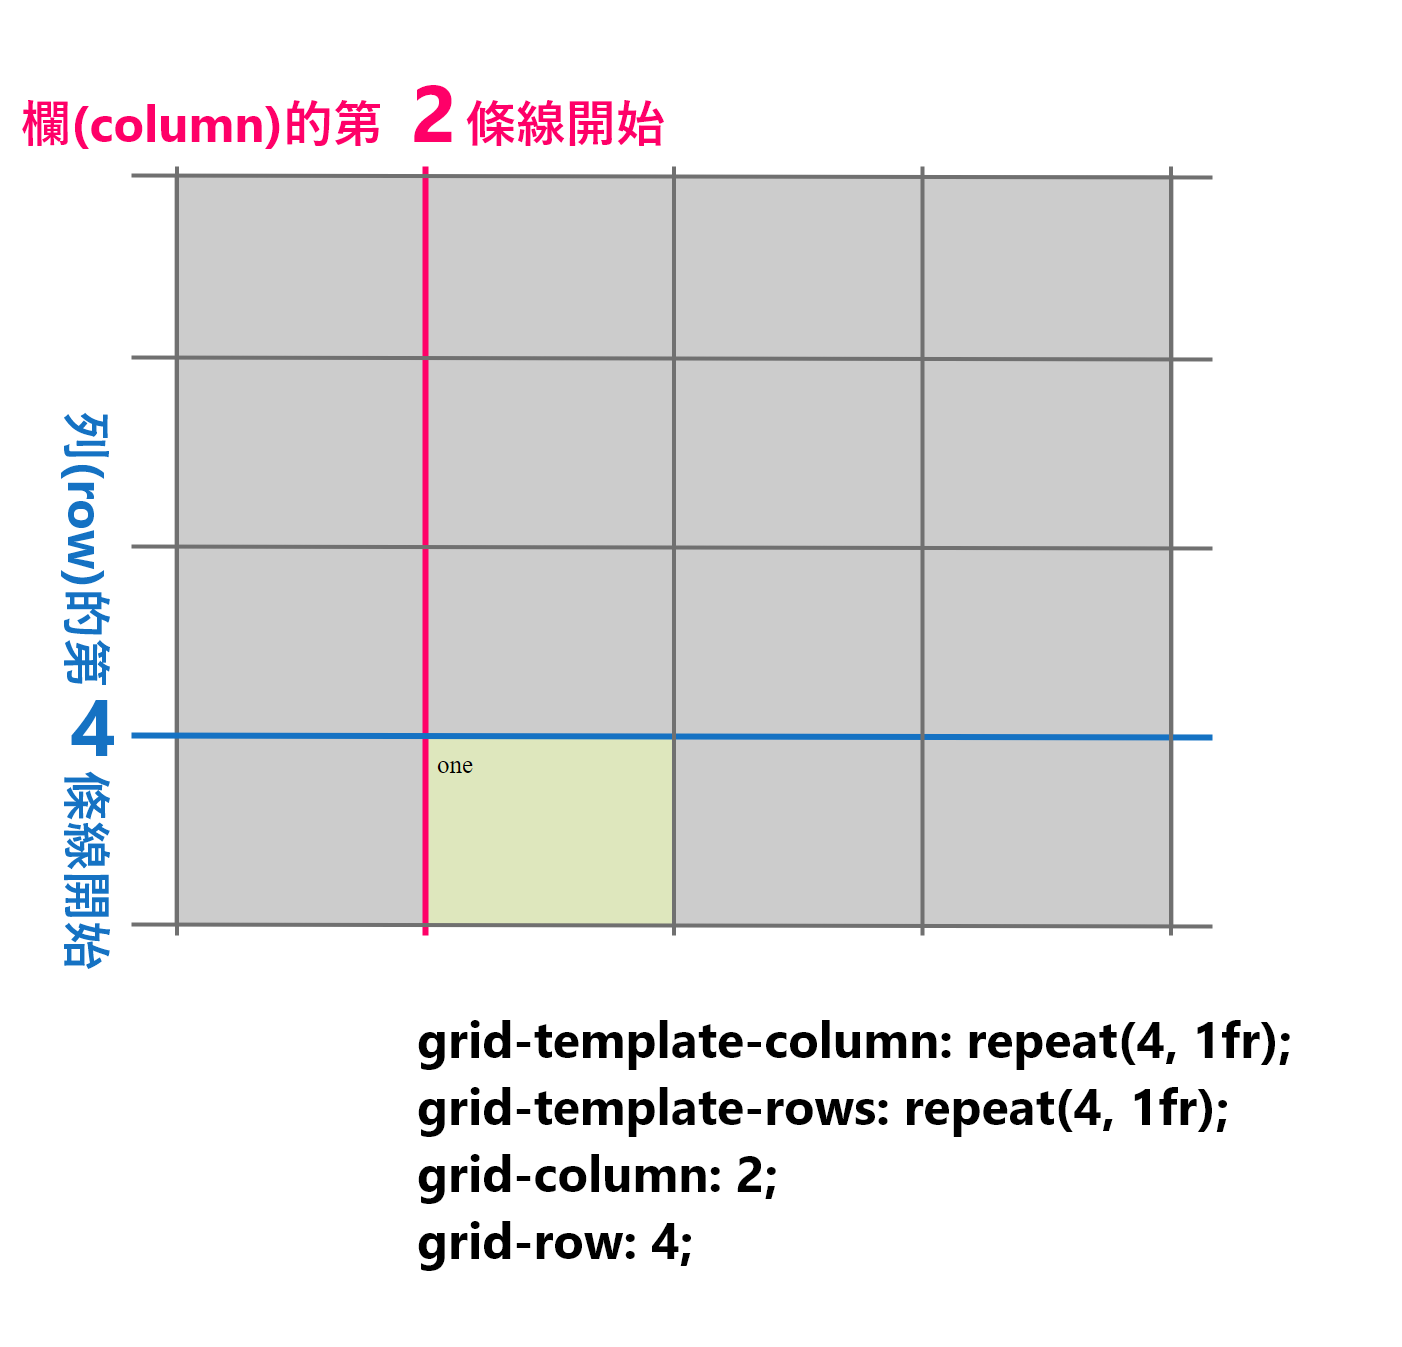 欄(column)的第 2 條線開始
列(row)的第 4 條線開始
one
grid-template-column: repeat(4, 1fr);
grid-template-rows: repeat(4, 1fr);
grid-column: 2;
grid-row: 4;